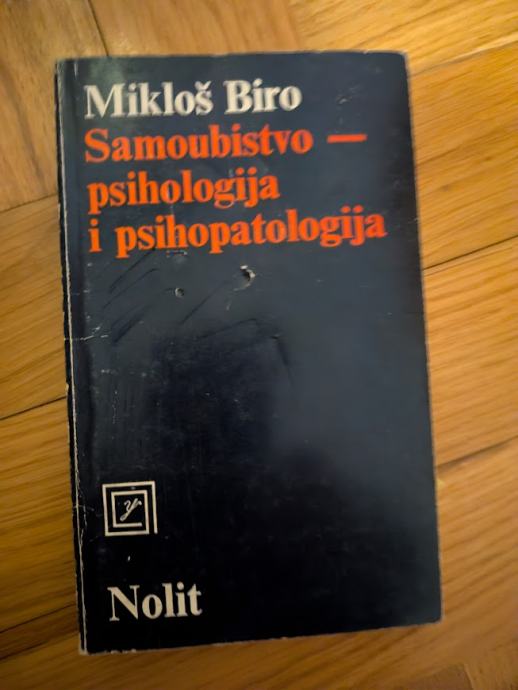 Mikloš Biro
Samoubistvo —
psihologija
i psihopatologija
Nolit